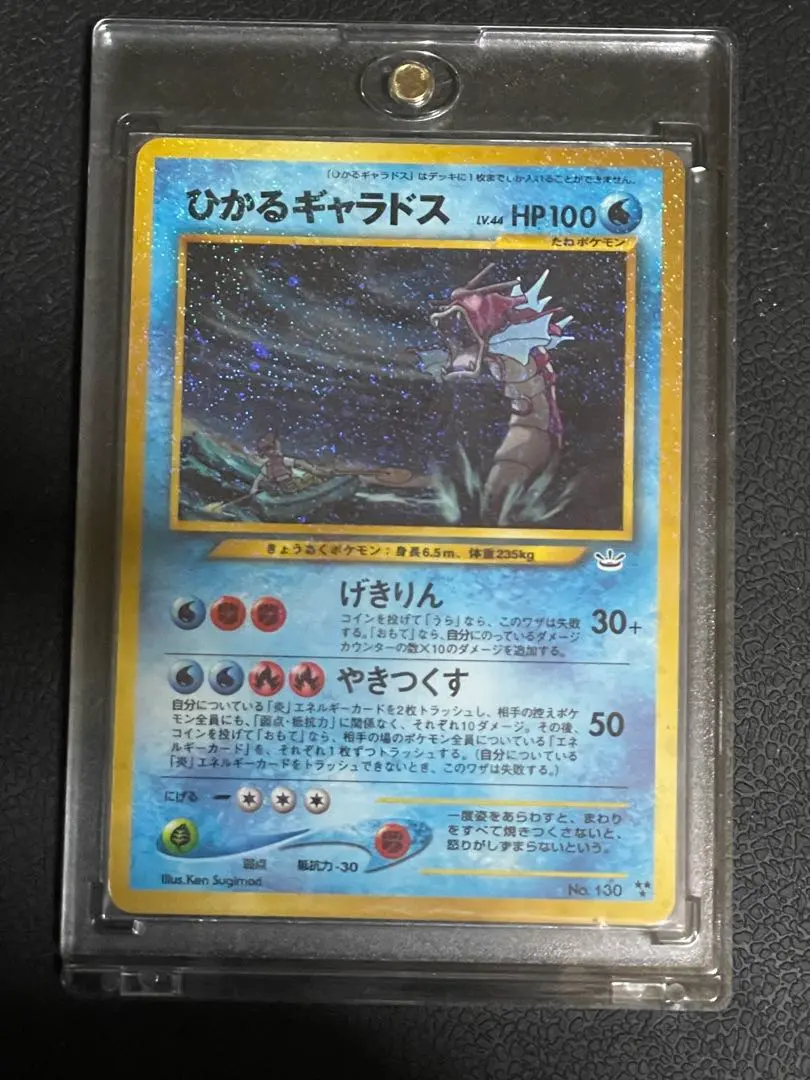 「ひかるギャラドス」はデッキに1枚までしか入れることができません。
ひかるギャラドス LV.44 HP100
たねポケモン
きょうあくポケモン：身長6.5m、体重235kg
げきりん
コインを投げて「うら」なら、このワザは失敗
する。「おもて」なら、自分にのっているダメージ
カウンターの数×10のダメージを追加する。
30+
やきつくす
自分についている「炎」エネルギーカードを2枚トラッシュし、相手の控えポケ
モン全員にも、「弱点・抵抗力」に関係なく、それぞれ10ダメージ。その後、
コインを投げて「おもて」なら、相手の場のポケモン全員についている「エネ
ルギーカード」を、それぞれ1枚ずつトラッシュする。（自分についている
「炎」エネルギーカードをトラッシュできないとき、このワザは失敗する。）
50
にげる
弱点 抵抗力-30
一度姿をあらわすと、まわり
をすべて焼きつくさないと、
怒りがしずまらないという。
Illus.Ken Sugimori
No. 130